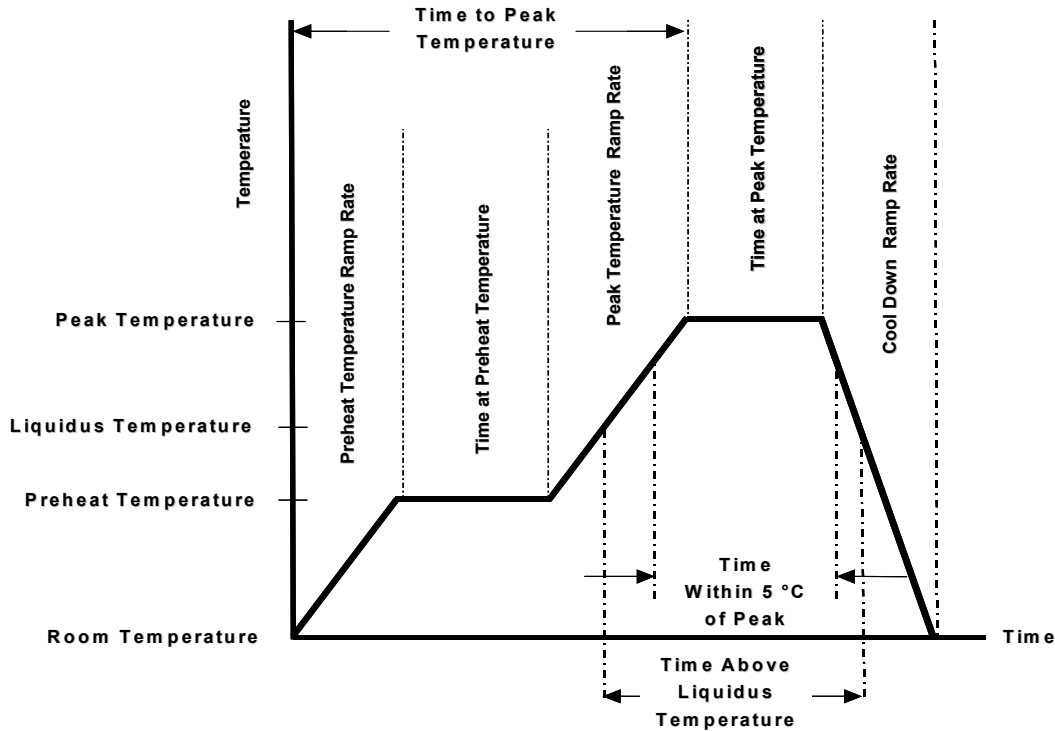 Time to Peak
Temperature
Temperature
Preheat Temperature Ramp Rate
Time at Preheat Temperature
Peak Temperature Ramp Rate
Time at Peak Temperature
Cool Down Ramp Rate
Peak Temperature
Liquidus Temperature
Preheat Temperature
Room Temperature
Time
Within 5 °C
of Peak
Time
Time Above
Liquidus
Temperature